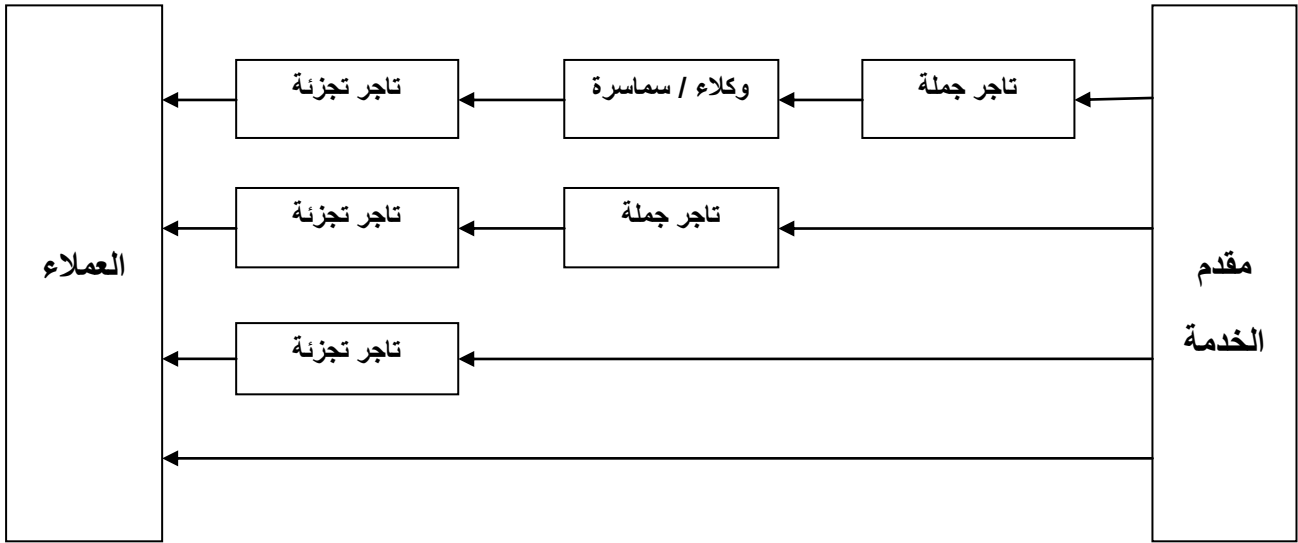 مقدم
الخدمة
تاجر جملة
وكلاء / سماسرة
تاجر تجزئة
تاجر جملة
تاجر تجزئة
تاجر تجزئة
العملاء